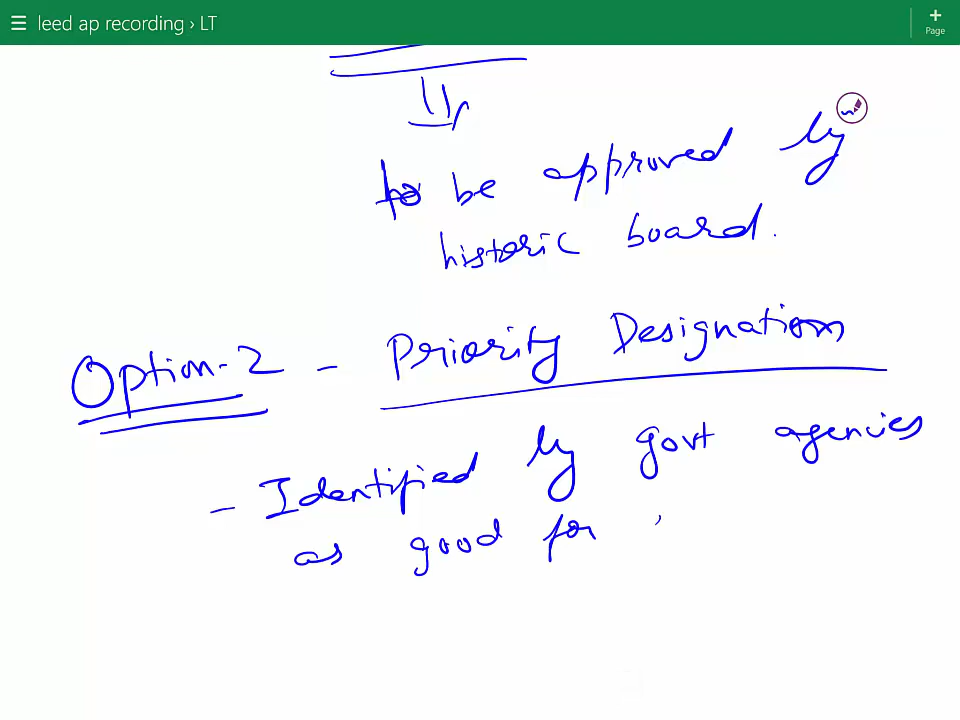 leed ap recording › LT
Page
to be approved by
historic board.
Option-2 - Priority Designation
- Identified by govt agencies
as good for